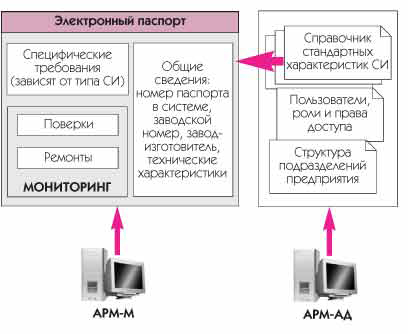 Электронный паспорт
Специфические
требования
(зависят от типа СИ)
Поверки
Ремонты
МОНИТОРИНГ
Общие
сведения:
номер паспорта
в системе,
заводской
номер, завод-
изготовитель,
технические
характеристики
Справочник
стандартных
характеристик СИ
Пользователи,
роли и права
доступа
Структура
подразделений
предприятия
АРМ-М
АРМ-АД